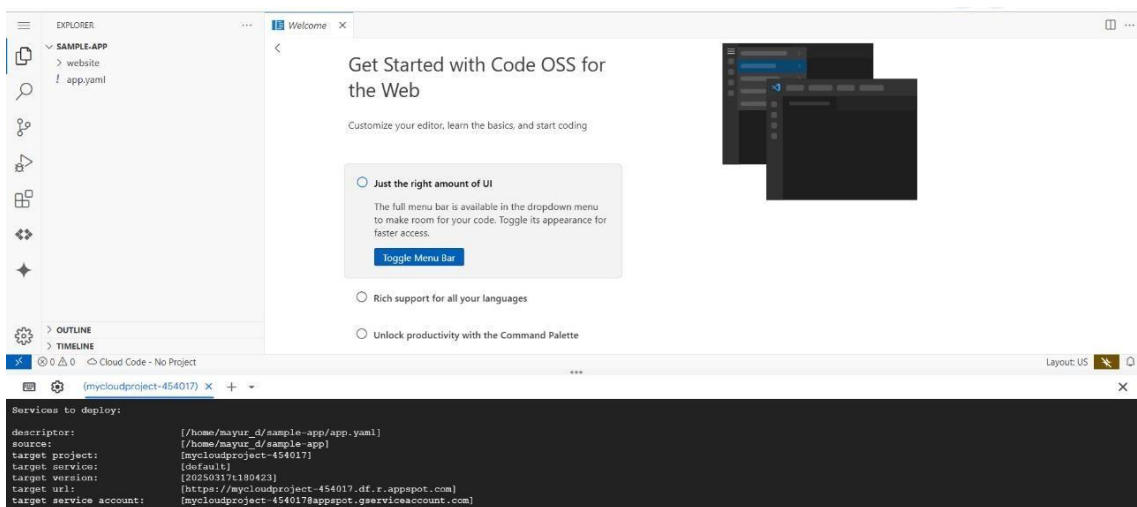 EXPLORER
SAMPLE-APP
website
! app.yaml
OUTLINE
TIMELINE
Welcome
Get Started with Code OSS for
the Web
Customize your editor, learn the basics, and start coding
Just the right amount of UI
The full menu bar is available in the dropdown menu
to make room for your code. Toggle its appearance for
faster access.
Toggle Menu Bar
Rich support for all your languages
Unlock productivity with the Command Palette
0 0 Cloud Code - No Project
Layout: US
(mycloudproject-454017)
Services to deploy:
descriptor: [/home/mayur_d/sample-app/app.yaml]
source: [/home/mayur_d/sample-app]
target project: [mycloudproject-454017]
target service: [default]
target version: [20250317t180423]
target url: [https://mycloudproject-454017.df.r.appspot.com]
target service account: [mycloudproject-454017@appspot.gserviceaccount.com]